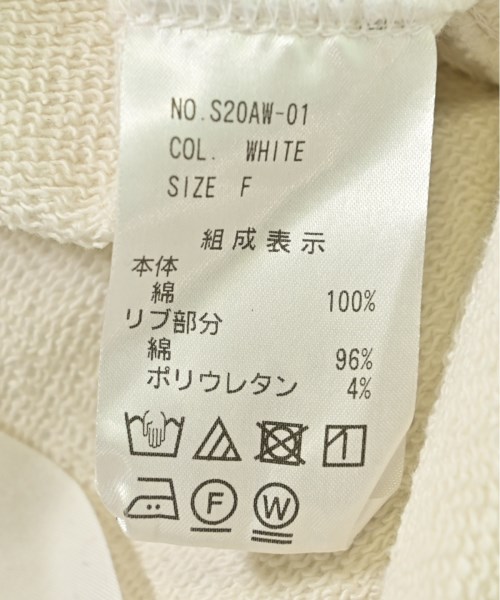 NO.S20AW-01
COL. WHITE
SIZE F
組成表示
本体
綿 100%
リブ部分
綿 96%
ポリウレタン 4%
F W